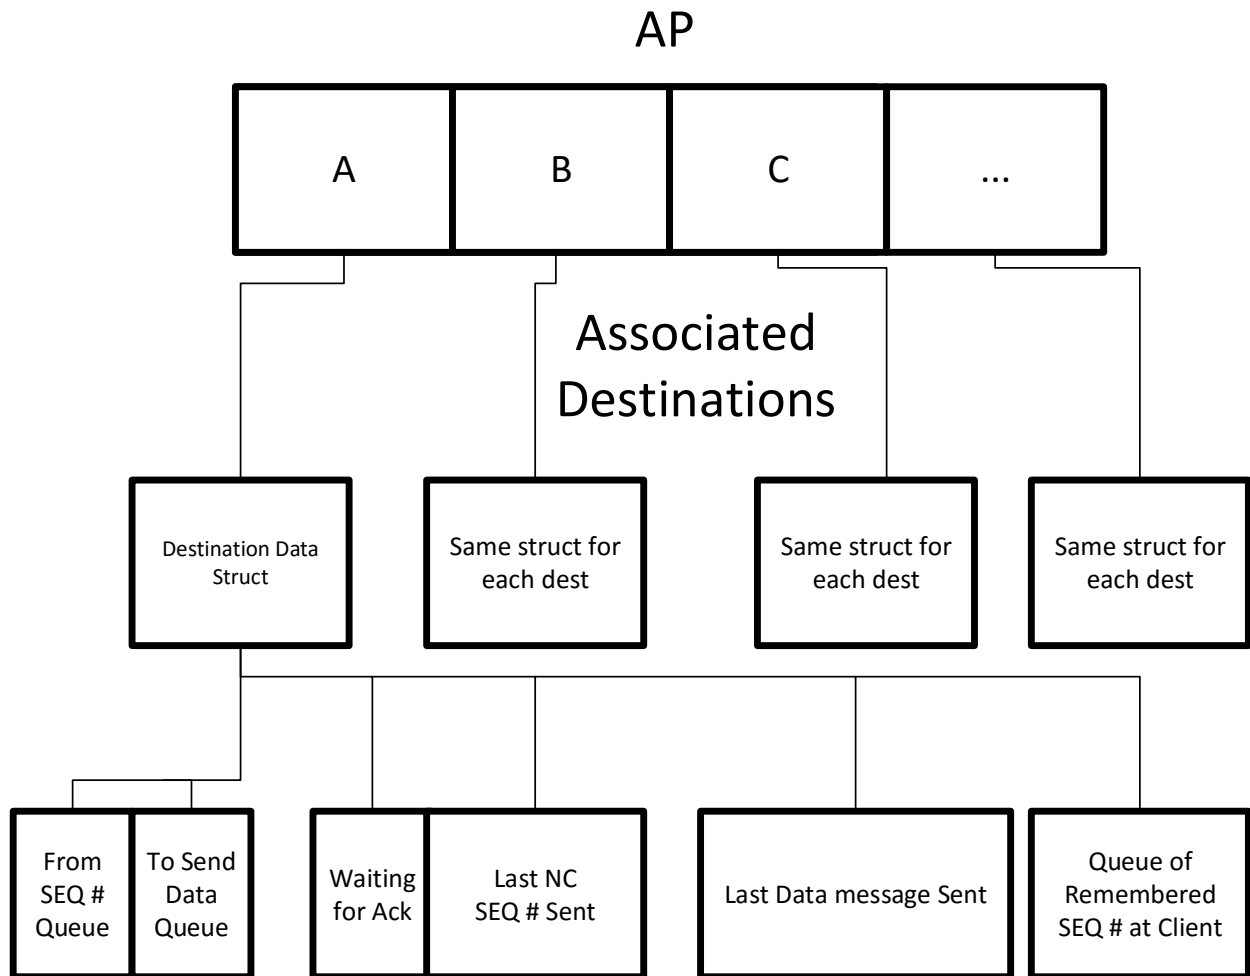 AP
A
B
C
...
Associated
Destinations
Destination Data
Struct
Same struct for
each dest
Same struct for
each dest
Same struct for
each dest
From
SEQ #
Queue
To Send
Data
Queue
Waiting
for Ack
Last NC
SEQ # Sent
Last Data message Sent
Queue of
Remembered
SEQ # at Client